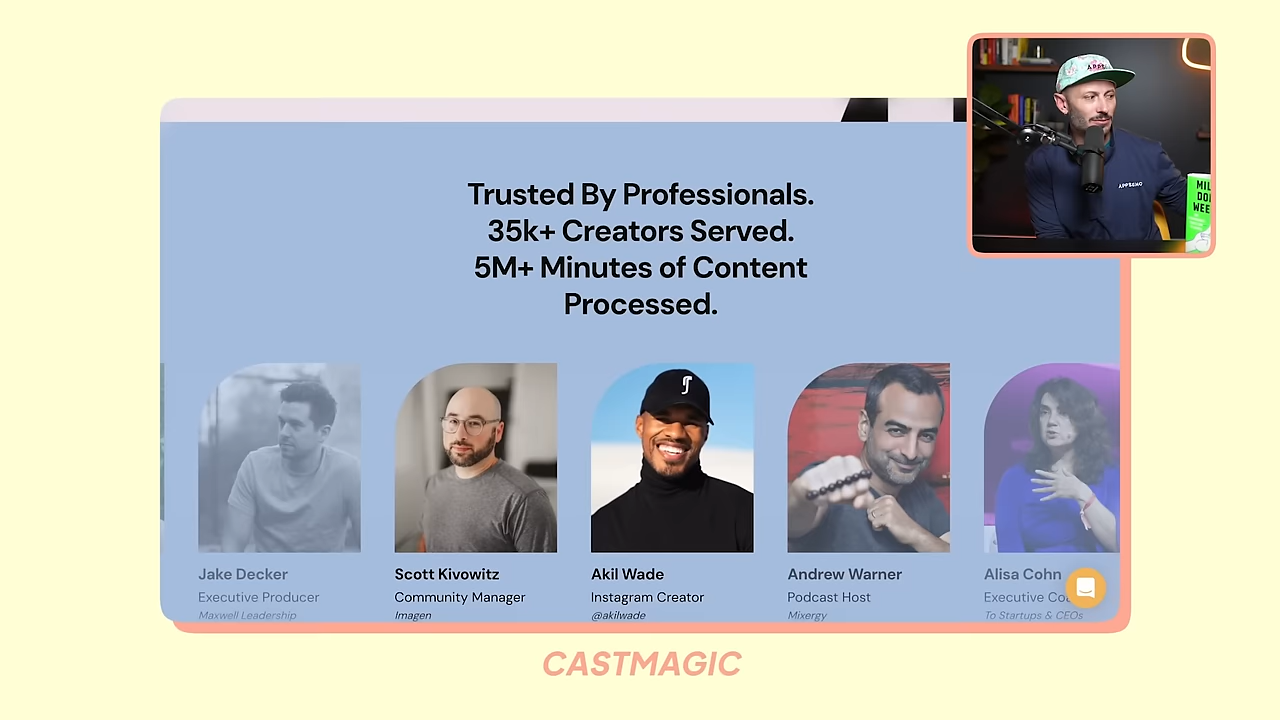 Trusted By Professionals.
35k+ Creators Served.
5M+ Minutes of Content
Processed.
Jake Decker
Executive Producer
Maxwell Leadership
Scott Kivowitz
Community Manager
Imagen
Akil Wade
Instagram Creator
@akilwade
Andrew Warner
Podcast Host
Mixergy
Alisa Cohn
Executive
To Startups & CEOs
APPSUMO
CASTMAGIC